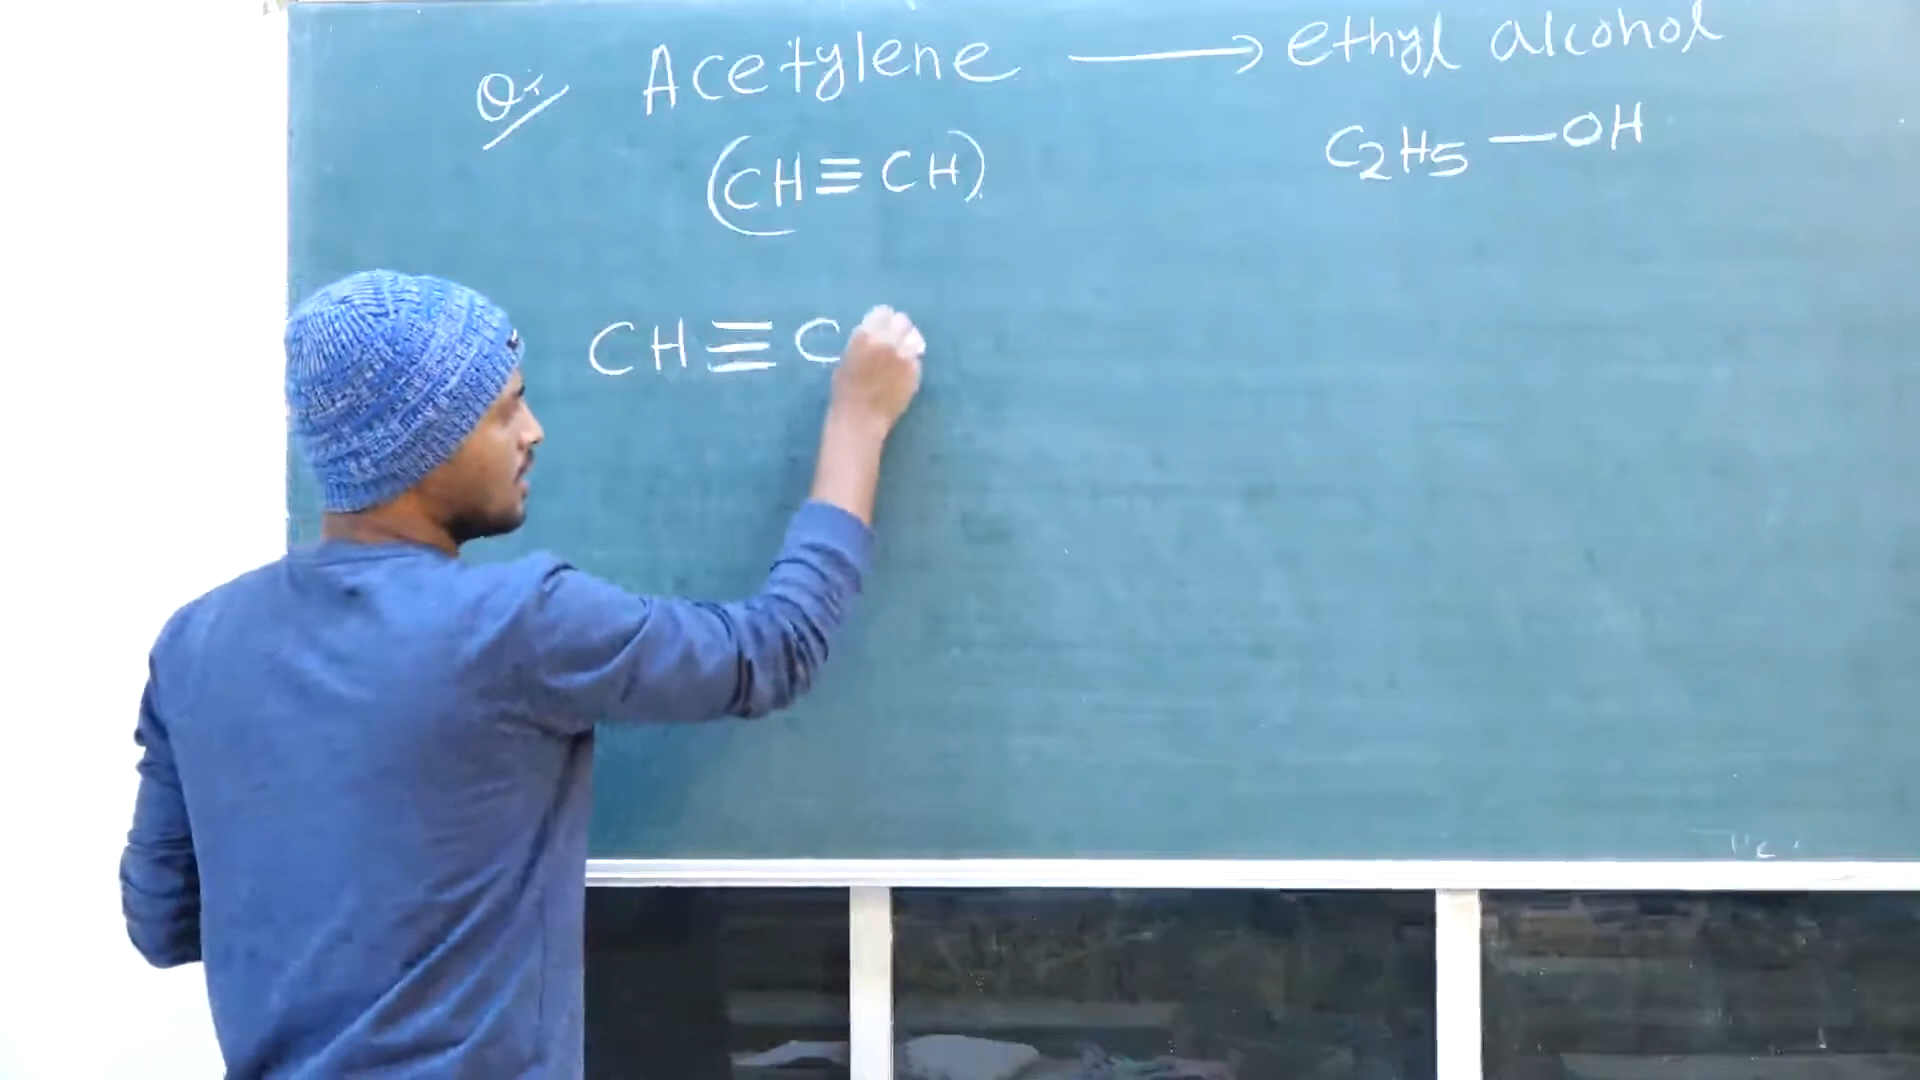 Q:
Acetylene ⟶ ethyl alcohol
(CH≡CH) C₂H₅—OH
CH≡C